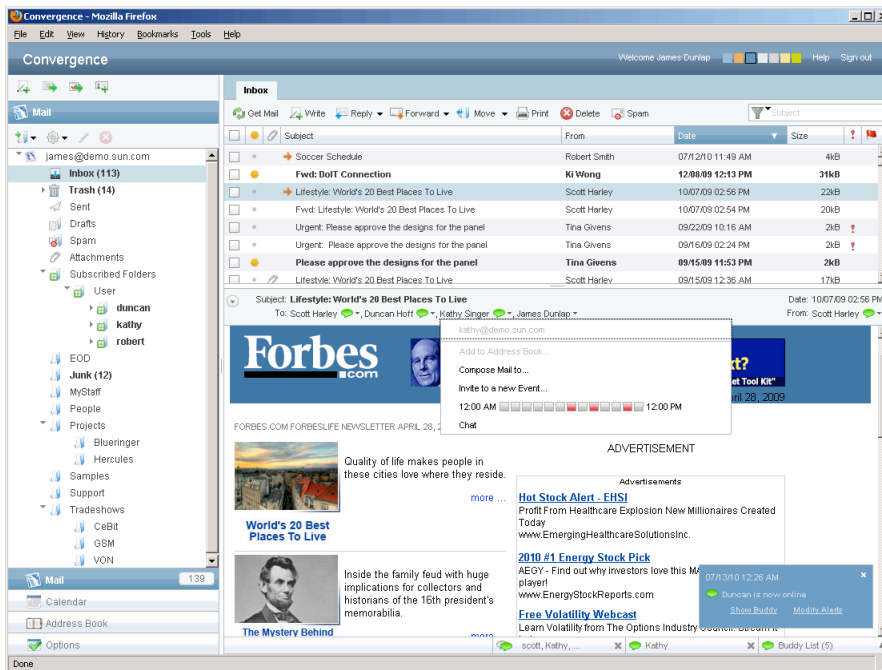 Convergence - Mozilla Firefox
File Edit View History Bookmarks Tools Help
Convergence
Welcome James Dunlap Help Sign out
Inbox
Mail
Get Mail Write Reply Forward Move Print Delete Spam Subject
Subject From Date Size
james@demo.sun.com
Inbox (113)
Trash (14)
Sent
Drafts
Spam
Attachments
Subscribed Folders
User
duncan
kathy
robert
EOD
Junk (12)
MyStaff
People
Projects
Blueringer
Hercules
Samples
Support
Tradeshows
CeBit
GSM
VON
Mail 139
Calendar
Address Book
Options
Soccer Schedule Robert Smith 07/12/10 11:49 AM 4kB
Fwd: DoIT Connection Ki Wong 12/08/09 12:13 PM 31kB
Lifestyle: World's 20 Best Places To Live Scott Harley 10/07/09 02:56 PM 22kB
Fwd: Lifestyle: World's 20 Best Places To Live Scott Harley 10/07/09 02:54 PM 20kB
Urgent: Please approve the designs for the panel Tina Givens 09/22/09 10:16 AM 2kB
Urgent: Please approve the designs for the panel Tina Givens 09/16/09 02:24 PM 2kB
Please approve the designs for the panel Tina Givens 09/15/09 11:53 PM 2kB
Lifestyle: World's 20 Best Places To Live Scott Harley 09/15/09 12:36 AM 17kB
Subject: Lifestyle: World's 20 Best Places To Live Date: 10/07/09 02:56 PM
To: Scott Harley , Duncan Hoff , Kathy Singer , James Dunlap From: Scott Harley
kathy@demo.sun.com
Add to Address Book...
Compose Mail to...
Invite to a new Event...
12:00 AM 12:00 PM
Chat
Forbes
.com
kt?
et Tool Kit"
ril 28, 2009
FORBES.COM FORBESLIFE NEWSLETTER APRIL 28, 2
Quality of life makes people in
these cities love where they reside.
more ...
World's 20 Best
Places To Live
Inside the family feud with huge
implications for collectors and
historians of the 16th president's
memorabilia.
more
The Mystery Behind
ADVERTISEMENT
Advertisements
Hot Stock Alert - EHSI
Profit From Healthcare Explosion New Millionaires Created
Today
www.EmergingHealthcareSolutionsInc.
2010 #1 Energy Stock Pick
AEGY - Find out why investors love this MA
player!
www.EnergyStockReports.com
Free Volatility Webcast
Learn Volatility from The Options Industry Council. Stream it
07/13/10 12:26 AM
Duncan is now online
Show Buddy Modify Alerts
scott, Kathy, ... Kathy Buddy List (5)
Done